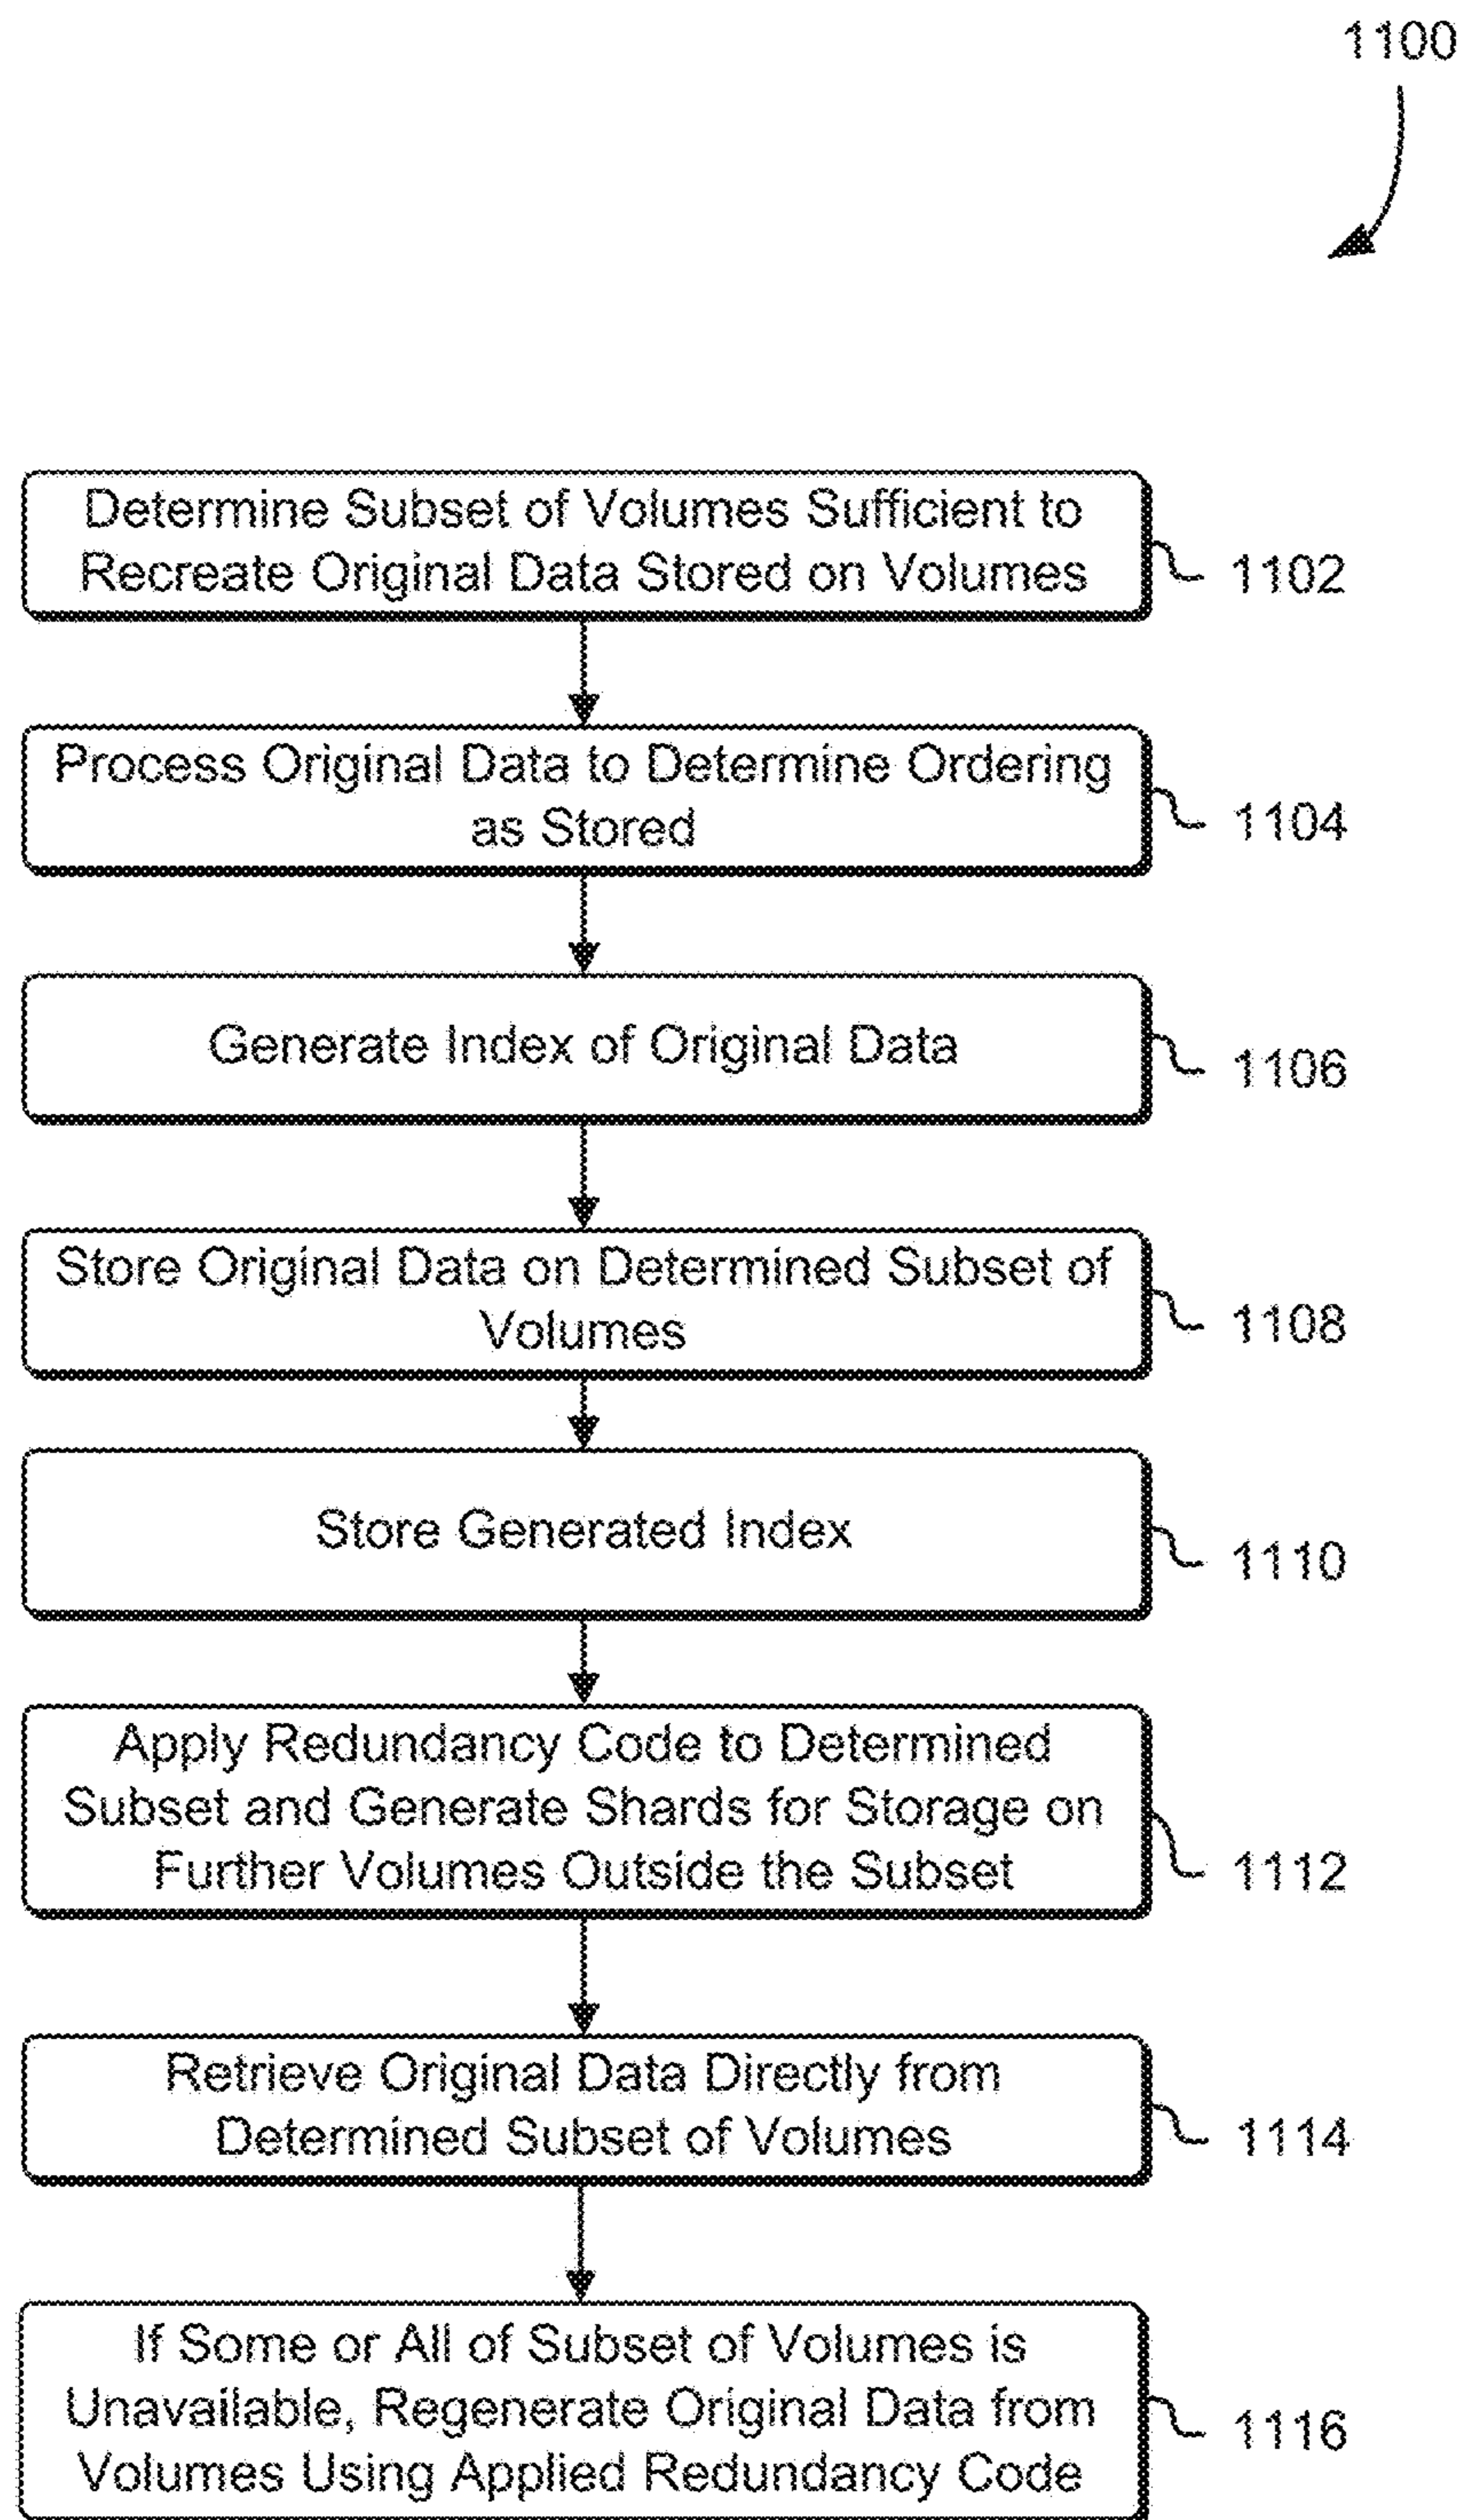 1100
Determine Subset of Volumes Sufficient to
Recreate Original Data Stored on Volumes
1102
Process Original Data to Determine Ordering
as Stored
1104
Generate Index of Original Data
1106
Store Original Data on Determined Subset of
Volumes
1108
Store Generated Index
1110
Apply Redundancy Code to Determined
Subset and Generate Shards for Storage on
Further Volumes Outside the Subset
1112
Retrieve Original Data Directly from
Determined Subset of Volumes
1114
If Some or All of Subset of Volumes is
Unavailable, Regenerate Original Data from
Volumes Using Applied Redundancy Code
1116